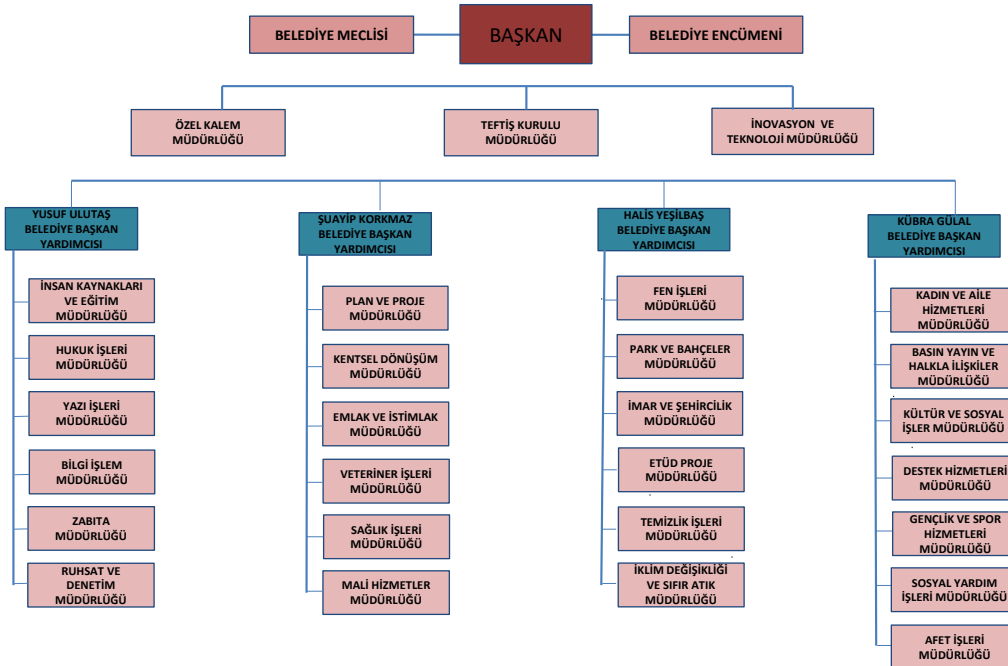 BELEDİYE MECLİSİ
BAŞKAN
BELEDİYE ENCÜMENİ
ÖZEL KALEM
MÜDÜRLÜĞÜ
TEFTİŞ KURULU
MÜDÜRLÜĞÜ
İNOVASYON VE
TEKNOLOJİ MÜDÜRLÜĞÜ
YUSUF ULUTAŞ
BELEDİYE BAŞKAN
YARDIMCISI
İNSAN KAYNAKLARI
VE EĞİTİM
MÜDÜRLÜĞÜ
HUKUK İŞLERİ
MÜDÜRLÜĞÜ
YAZI İŞLERİ
MÜDÜRLÜĞÜ
BİLGİ İŞLEM
MÜDÜRLÜĞÜ
ZABITA
MÜDÜRLÜĞÜ
RUHSAT VE
DENETİM
MÜDÜRLÜĞÜ
ŞUAYİP KORKMAZ
BELEDİYE BAŞKAN
YARDIMCISI
PLAN VE PROJE
MÜDÜRLÜĞÜ
KENTSEL DÖNÜŞÜM
MÜDÜRLÜĞÜ
EMLAK VE İSTİMLAK
MÜDÜRLÜĞÜ
VETERİNER İŞLERİ
MÜDÜRLÜĞÜ
SAĞLIK İŞLERİ
MÜDÜRLÜĞÜ
MALİ HİZMETLER
MÜDÜRLÜĞÜ
HALİS YEŞİLBAŞ
BELEDİYE BAŞKAN
YARDIMCISI
FEN İŞLERİ
MÜDÜRLÜĞÜ
PARK VE BAHÇELER
MÜDÜRLÜĞÜ
İMAR VE ŞEHİRCİLİK
MÜDÜRLÜĞÜ
ETÜD PROJE
MÜDÜRLÜĞÜ
TEMİZLİK İŞLERİ
MÜDÜRLÜĞÜ
İKLİM DEĞİŞİKLİĞİ
VE SIFIR ATIK
MÜDÜRLÜĞÜ
KÜBRA GÜLAL
BELEDİYE BAŞKAN
YARDIMCISI
KADIN VE AİLE
HİZMETLERİ
MÜDÜRLÜĞÜ
BASIN YAYIN VE
HALKLA İLİŞKİLER
MÜDÜRLÜĞÜ
KÜLTÜR VE SOSYAL
İŞLER MÜDÜRLÜĞÜ
DESTEK HİZMETLERİ
MÜDÜRLÜĞÜ
GENÇLİK VE SPOR
HİZMETLERİ
MÜDÜRLÜĞÜ
SOSYAL YARDIM
İŞLERİ MÜDÜRLÜĞÜ
AFET İŞLERİ
MÜDÜRLÜĞÜ